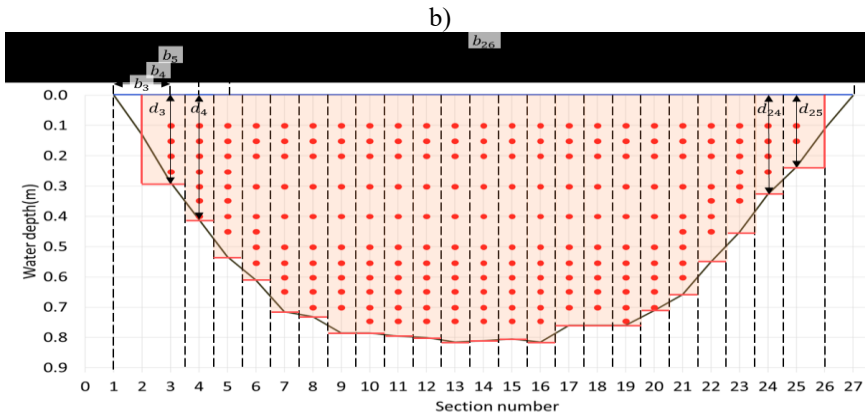 b)
b₂₆
b₅
b₄
b₃
0.0
d₃
d₄
d₂₄
d₂₅
0.1
0.2
0.3
0.4
0.5
0.6
0.7
0.8
0.9
Water depth(m)
0 1 2 3 4 5 6 7 8 9 10 11 12 13 14 15 16 17 18 19 20 21 22 23 24 25 26 27
Section number